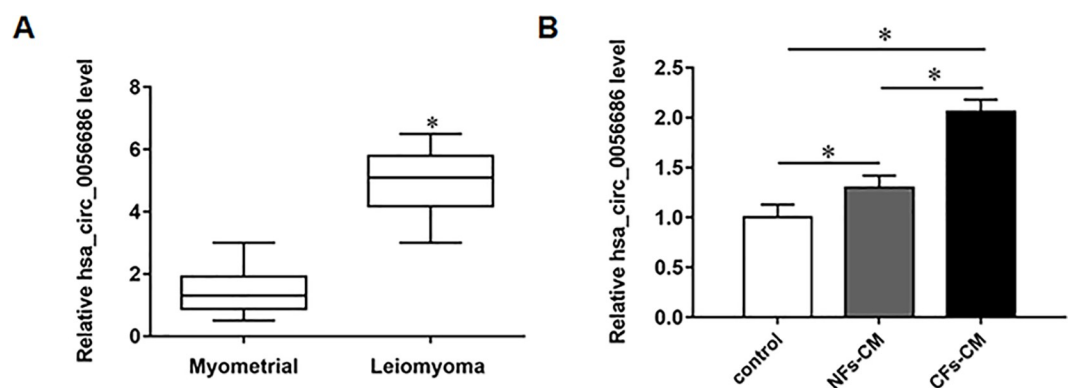 A
Relative hsa_circ_0056686 level
8
6
4
2
0
*
Myometrial
Leiomyoma
B
Relative hsa_circ_0056686 level
2.5
2.0
1.5
1.0
0.5
0.0
*
*
*
control
NFs-CM
CFs-CM